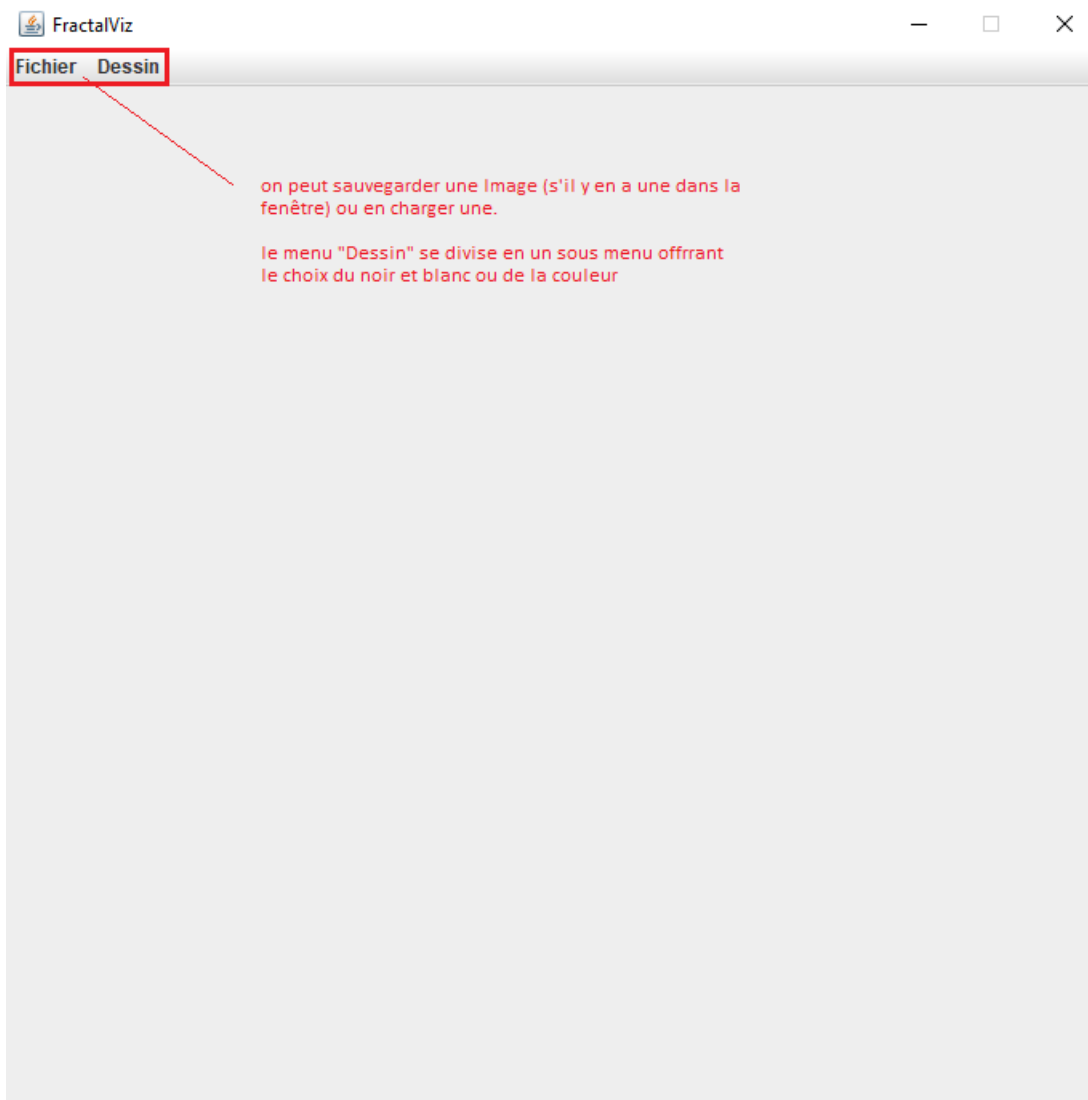 FractalViz
Fichier Dessin
on peut sauvegarder une Image (s'il y en a une dans la
fenêtre) ou en charger une.
le menu "Dessin" se divise en un sous menu offrrant
le choix du noir et blanc ou de la couleur